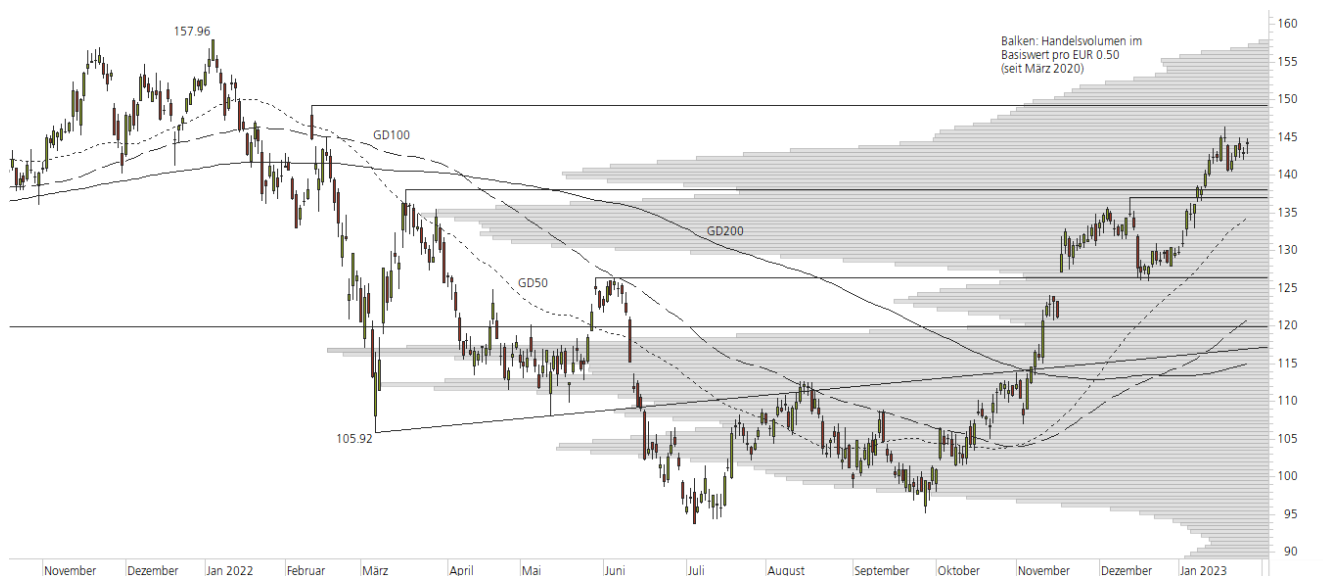 157.96
Balken: Handelsvolumen im
Basiswert pro EUR 0.50
(seit März 2020)
GD100
GD200
GD50
105.92
160
155
150
145
140
135
130
125
120
115
110
105
100
95
90
November Dezember Jan 2022 Februar März April Mai Juni Juli August September Oktober November Dezember Jan 2023